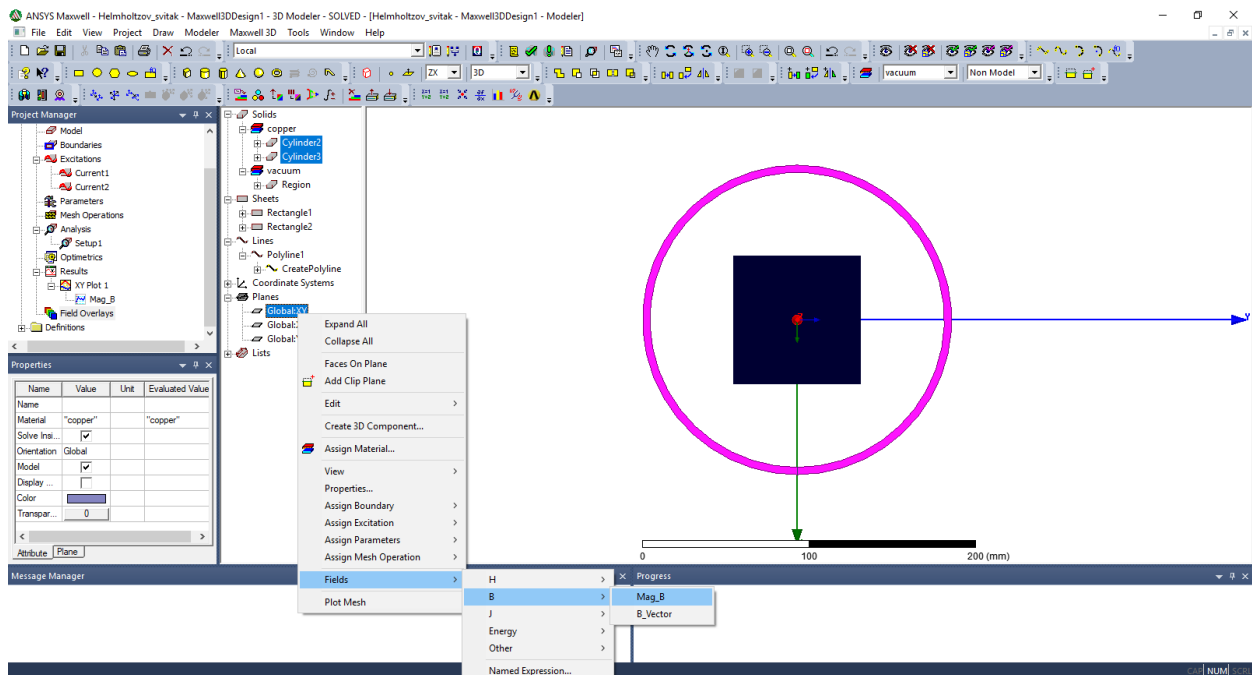 ANSYS Maxwell - Helmholtzov_svitak - Maxwell3DDesign1 - 3D Modeler - SOLVED - [Helmholtzov_svitak - Maxwell3DDesign1 - Modeler]
File Edit View Project Draw Modeler Maxwell 3D Tools Window Help
Local
ZX 3D vacuum Non Model
Project Manager
Model
Boundaries
Excitations
Current1
Current2
Parameters
Mesh Operations
Analysis
Setup1
Optimetrics
Results
XY Plot 1
Mag_B
Field Overlays
Definitions
Solids
copper
Cylinder2
Cylinder3
vacuum
Region
Sheets
Rectangle1
Rectangle2
Lines
Polyline1
CreatePolyline
Coordinate Systems
Planes
Global:XY
Global:
Global:
Lists
Properties
Name Value Unit Evaluated Value
Name
Material "copper" "copper"
Solve Insi...
Orientation Global
Model
Display ...
Color
Transpar... 0
Attribute Plane
Expand All
Collapse All
Faces On Plane
Add Clip Plane
Edit
Create 3D Component...
Assign Material...
View
Properties...
Assign Boundary
Assign Excitation
Assign Parameters
Assign Mesh Operation
Fields
Plot Mesh
H
B
J
Energy
Other
Named Expression...
Mag_B
B_Vector
Y
0 100 200 (mm)
Message Manager
Progress
CAP NUM SCRL